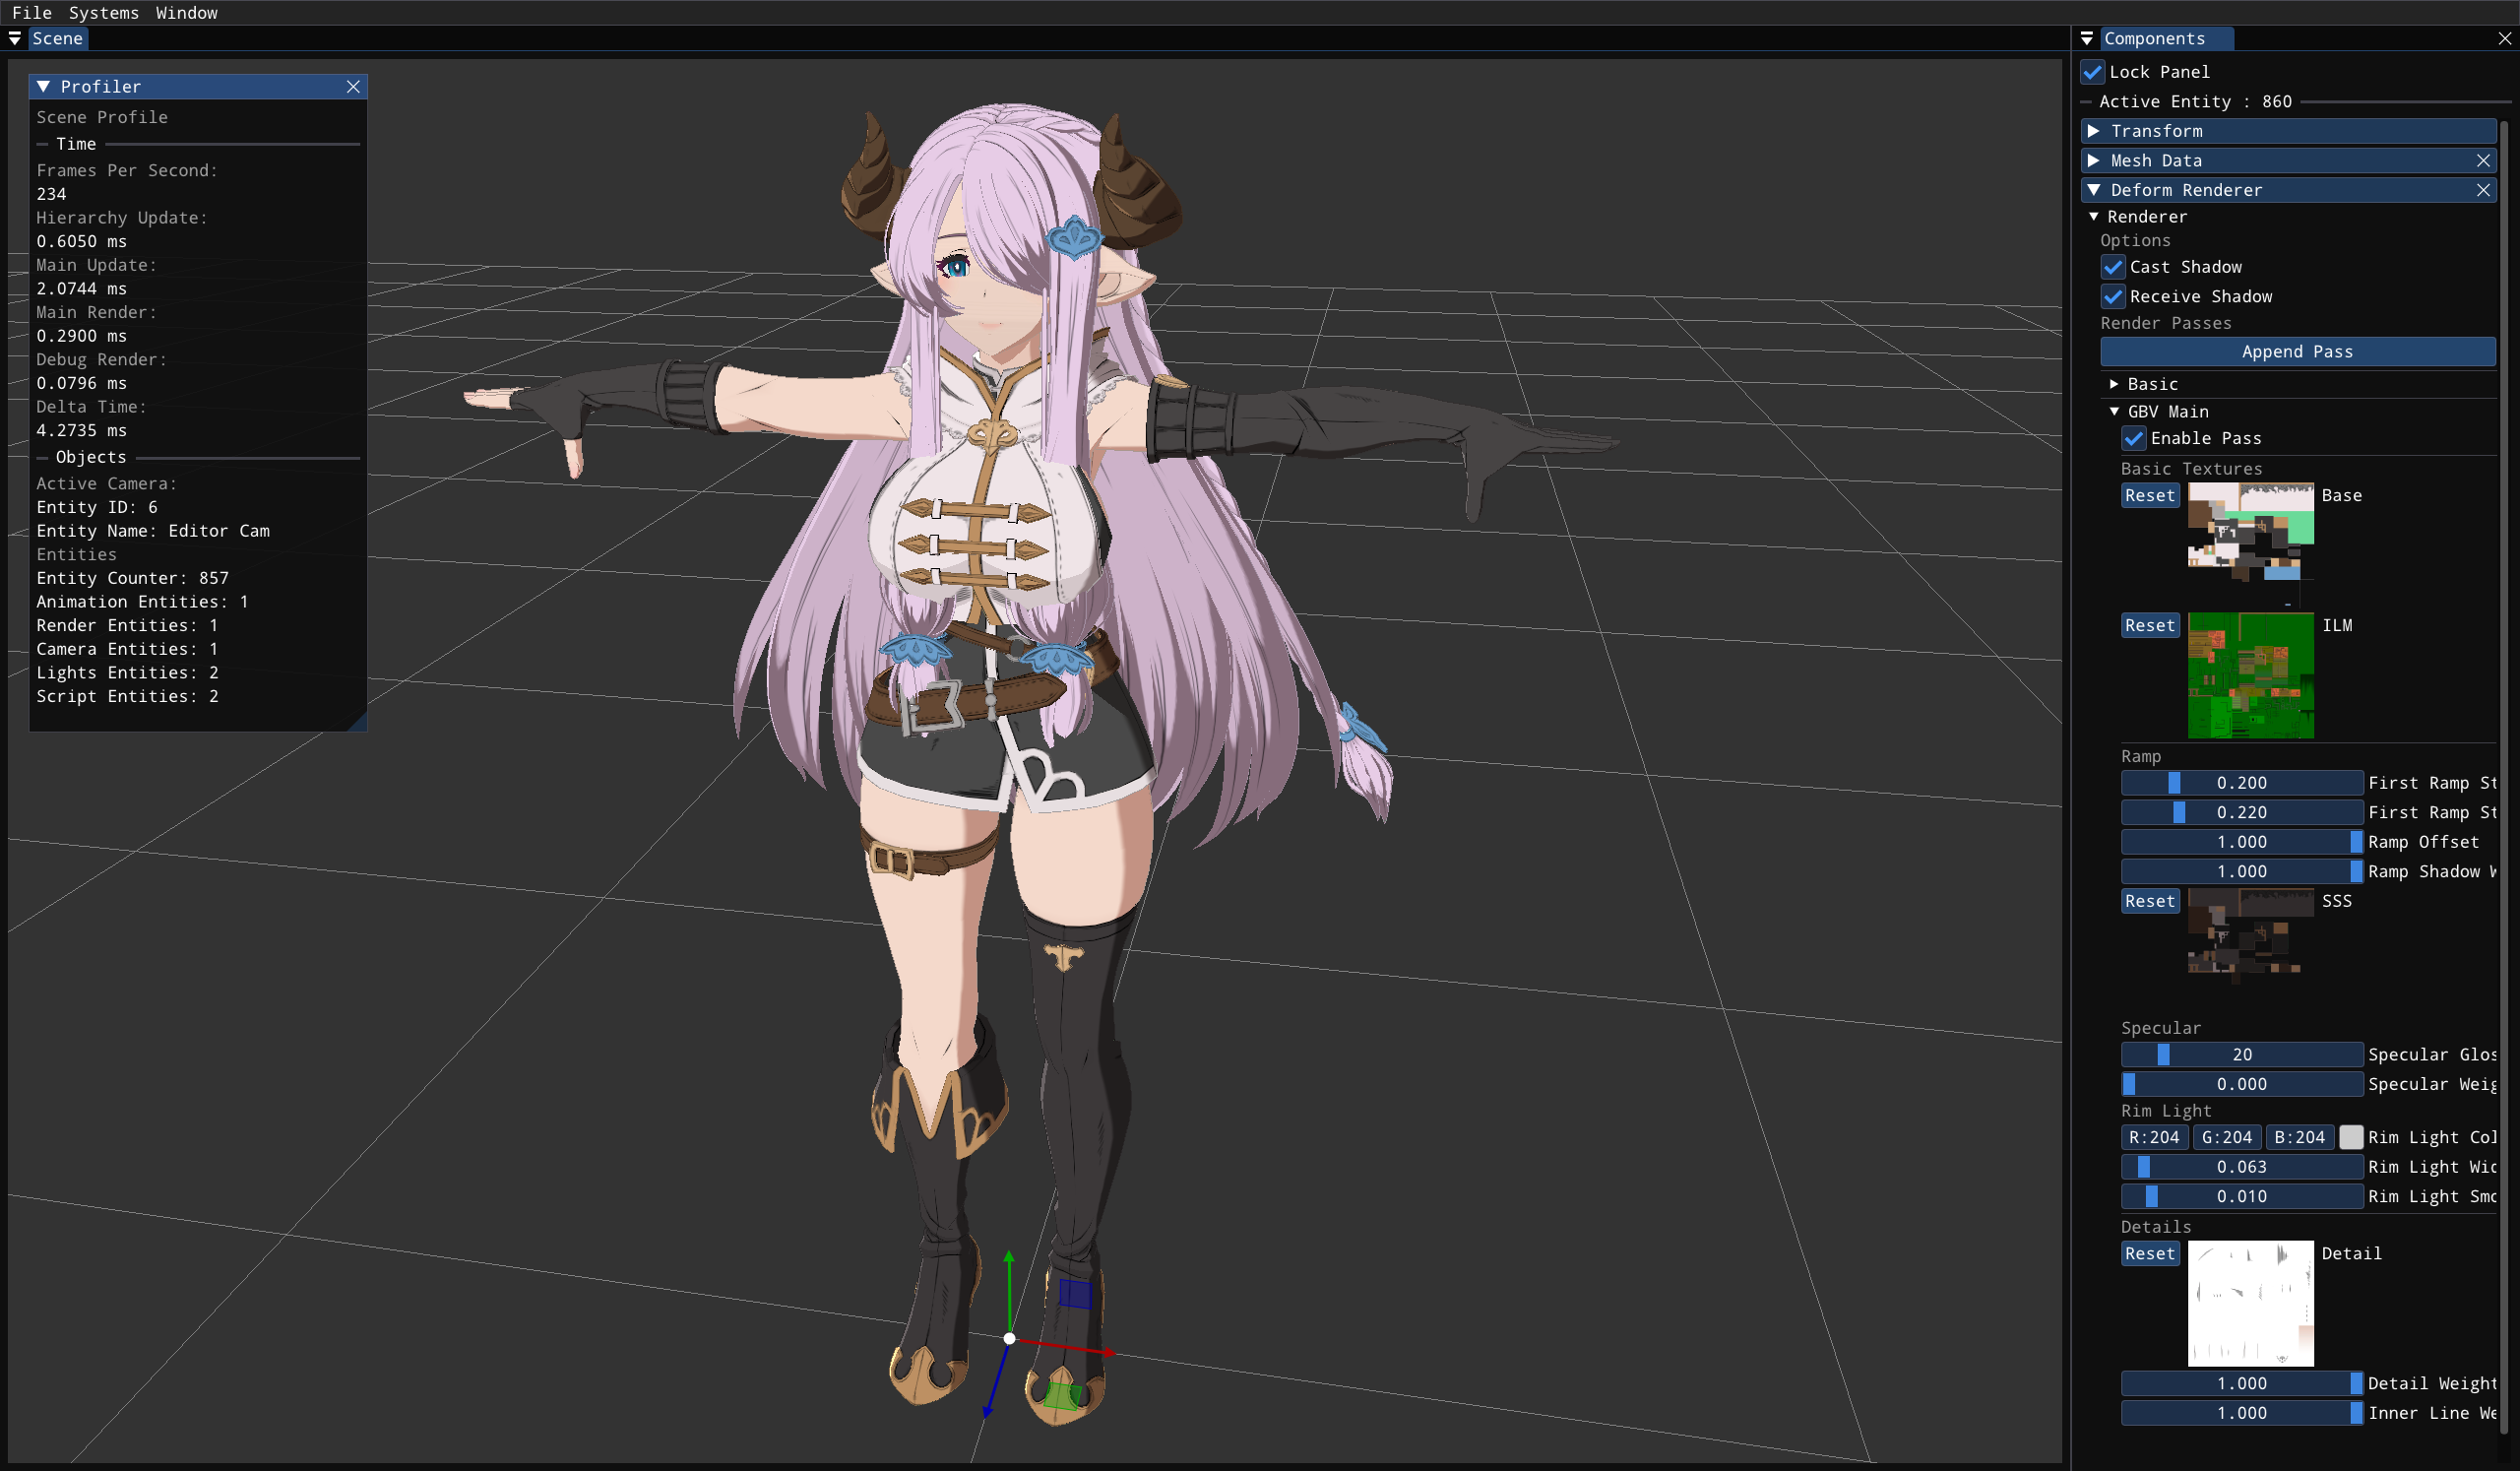 File Systems Window
Scene
Profiler
Scene Profile
Time
Frames Per Second:
234
Hierarchy Update:
0.6050 ms
Main Update:
2.0744 ms
Main Render:
0.2900 ms
Debug Render:
0.0796 ms
Delta Time:
4.2735 ms
Objects
Active Camera:
Entity ID: 6
Entity Name: Editor Cam
Entities
Entity Counter: 857
Animation Entities: 1
Render Entities: 1
Camera Entities: 1
Lights Entities: 2
Script Entities: 2
Components
Lock Panel
Active Entity : 860
Transform
Mesh Data
Deform Renderer
Renderer
Options
Cast Shadow
Receive Shadow
Render Passes
Append Pass
Basic
GBV Main
Enable Pass
Basic Textures
Reset Base
Reset ILM
Ramp
0.200 First Ramp St
0.220 First Ramp St
1.000 Ramp Offset
1.000 Ramp Shadow W
Reset SSS
Specular
20 Specular Glos
0.000 Specular Weig
Rim Light
R:204 G:204 B:204 Rim Light Col
0.063 Rim Light Wid
0.010 Rim Light Smo
Details
Reset Detail
1.000 Detail Weight
1.000 Inner Line We